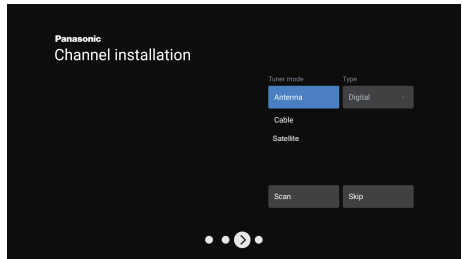 Panasonic
Channel installation
Tuner mode Type
Antenna Digital
Cable
Satellite
Scan Skip